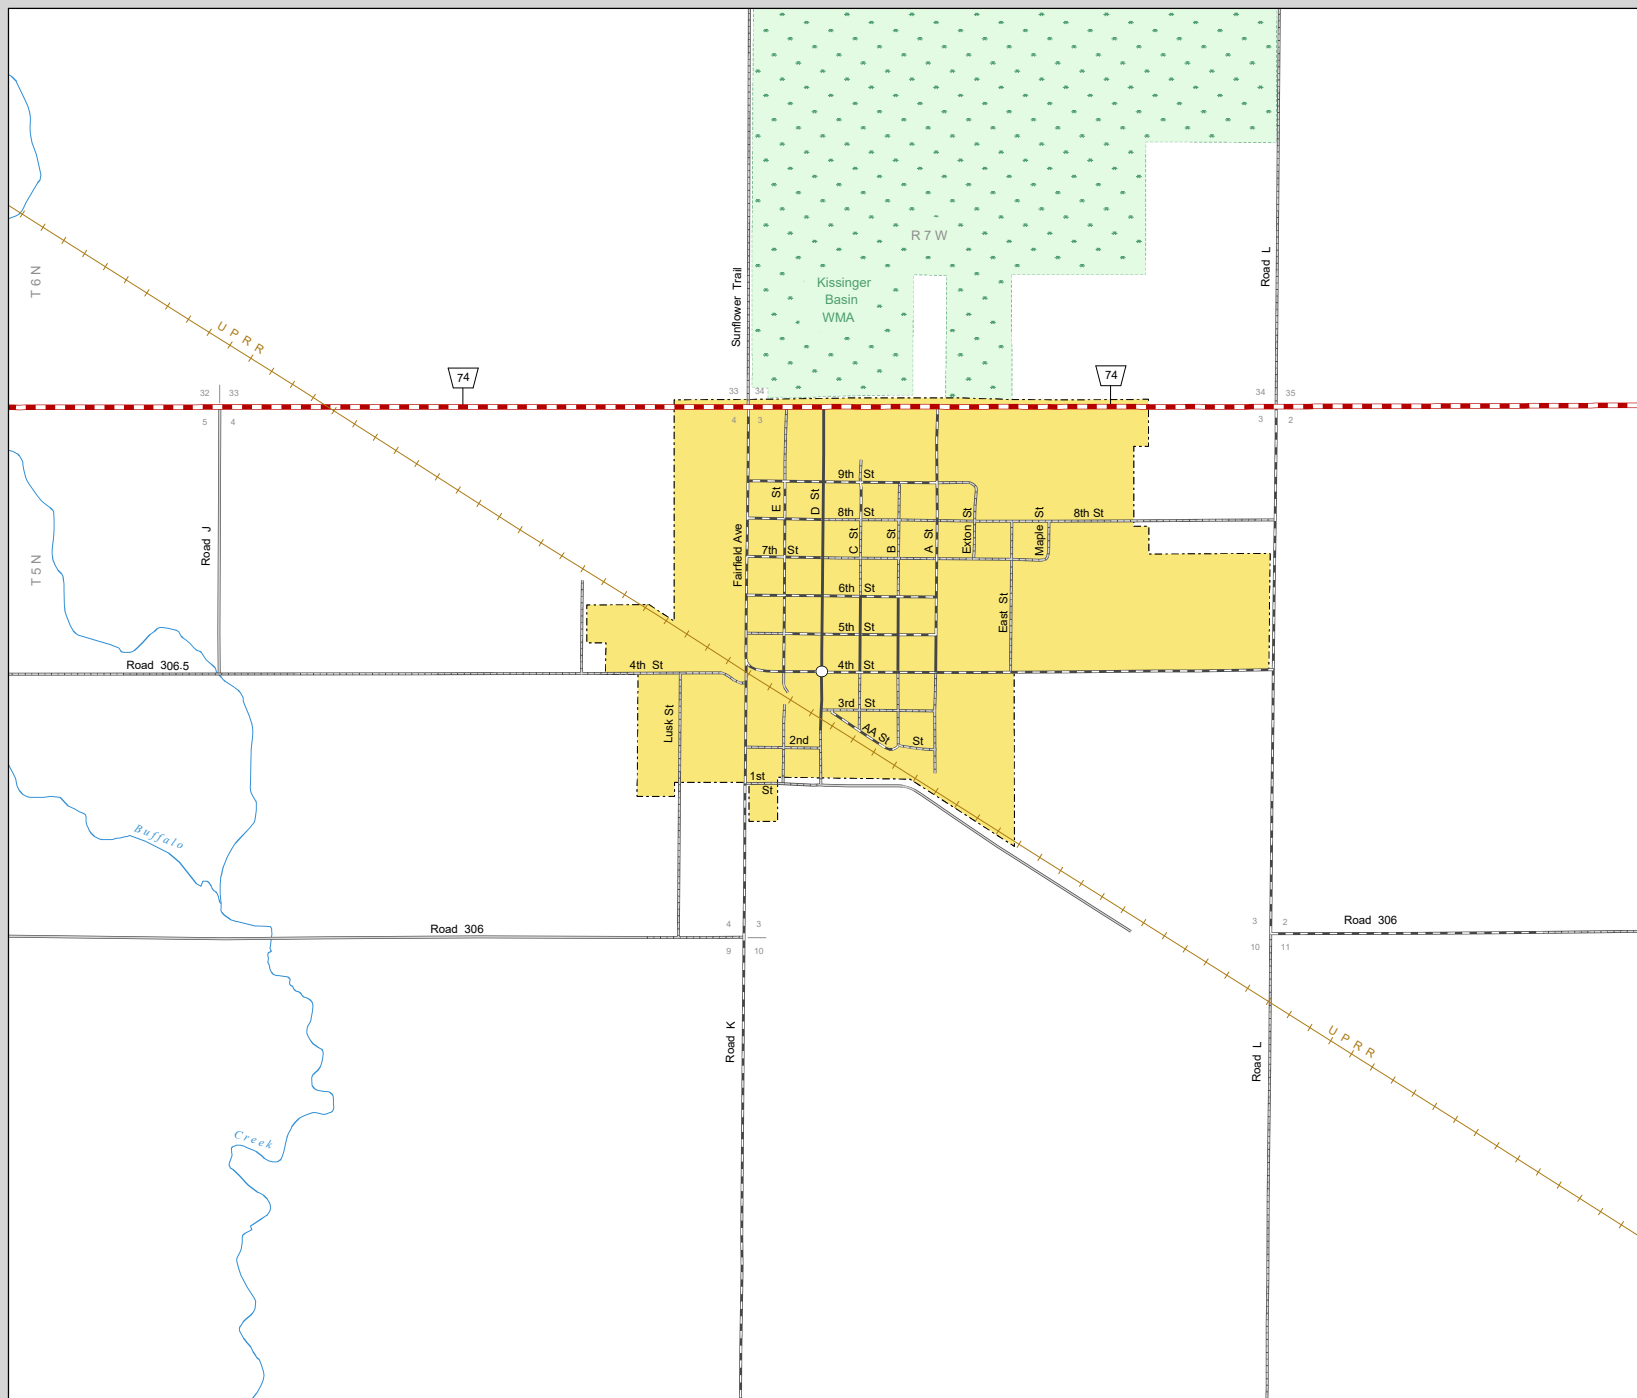 R 7 W
T 6 N
Sunflower Trail
Road L
Kissinger
Basin
WMA
U P R R
74
74
32
33
33
34
34
35
5
4
4
3
3
2
9th St
E St
D St
8th St
8th St
Exton St
Maple St
C St
B St
A St
Road J
Fairfield Ave
7th St
T 5 N
6th St
East St
5th St
Road 306.5
4th St
4th St
3rd St
Lusk St
AA St
2nd St
1st
St
Buffalo
4
3
3
2
Road 306
Road 306
9
10
10
11
Road K
Road L
U P R R
Creek